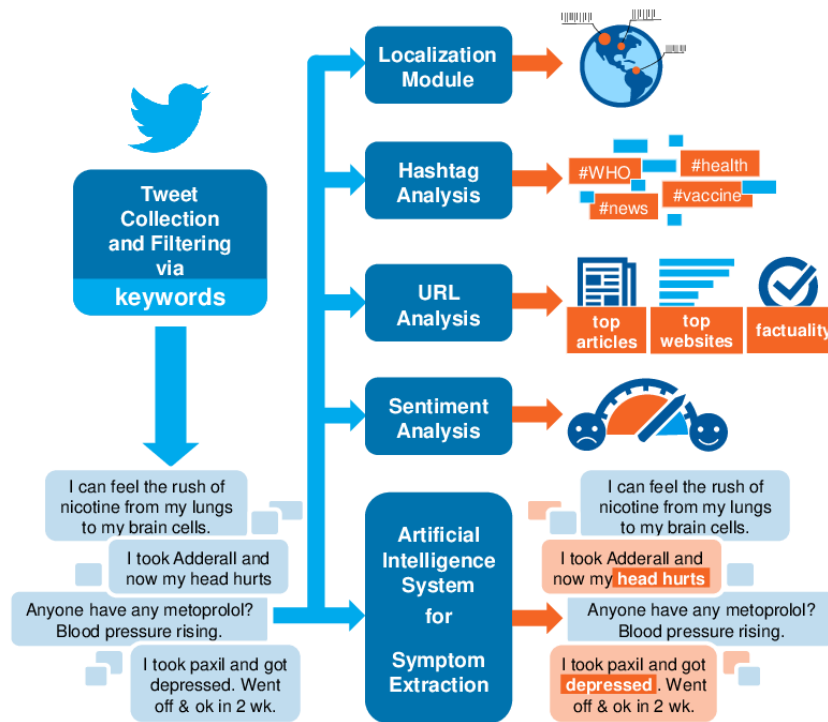 Tweet
Collection
and Filtering
via
keywords
I can feel the rush of
nicotine from my lungs
to my brain cells.
I took Adderall and
now my head hurts
Anyone have any metoprolol?
Blood pressure rising.
I took paxil and got
depressed. Went
off & ok in 2 wk.
Localization
Module
Hashtag
Analysis
#WHO
#health
#news
#vaccine
URL
Analysis
top
articles
top
websites
factuality
Sentiment
Analysis
Artificial
Intelligence
System
for
Symptom
Extraction
I can feel the rush of
nicotine from my lungs
to my brain cells.
I took Adderall and
now my head hurts
Anyone have any metoprolol?
Blood pressure rising.
I took paxil and got
depressed. Went
off & ok in 2 wk.